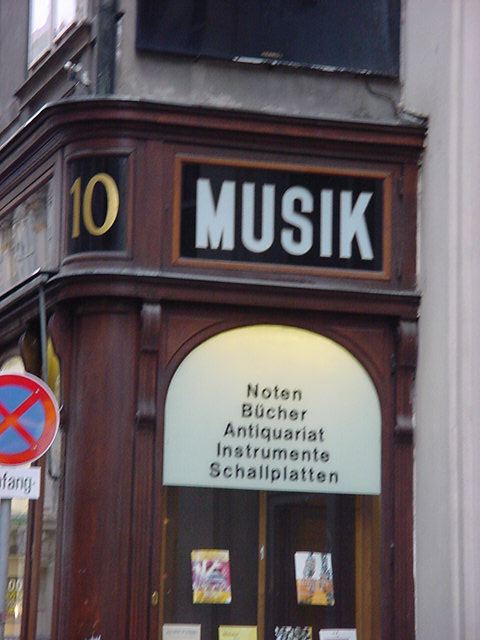 10
MUSIK
Noten
Bücher
Antiquariat
Instrumente
Schallplatten